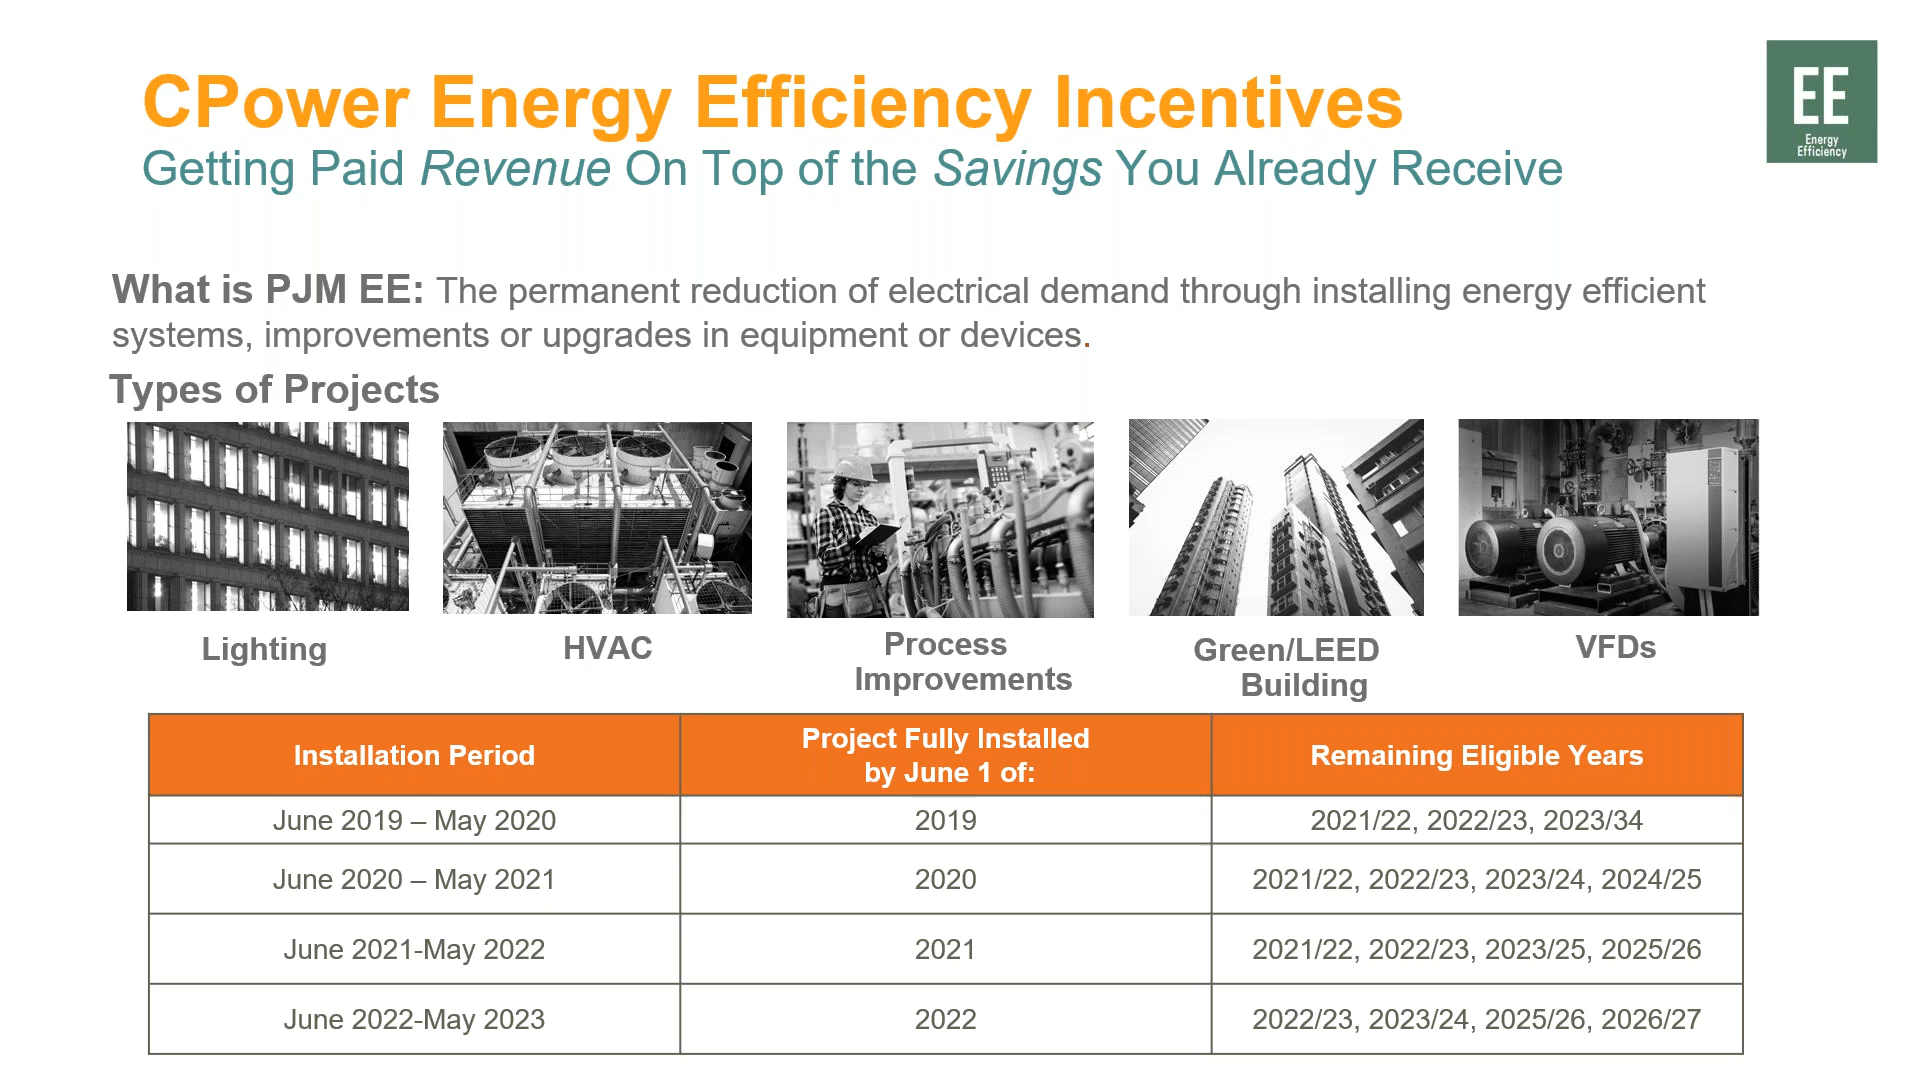 CPower Energy Efficiency Incentives
Getting Paid Revenue On Top of the Savings You Already Receive
EE
Energy
Efficiency
What is PJM EE: The permanent reduction of electrical demand through installing energy efficient
systems, improvements or upgrades in equipment or devices.
Types of Projects
Lighting
HVAC
Process
Improvements
Green/LEED
Building
VFDs
Installation Period
Project Fully Installed
by June 1 of:
Remaining Eligible Years
June 2019 – May 2020
2019
2021/22, 2022/23, 2023/34
June 2020 – May 2021
2020
2021/22, 2022/23, 2023/24, 2024/25
June 2021-May 2022
2021
2021/22, 2022/23, 2023/25, 2025/26
June 2022-May 2023
2022
2022/23, 2023/24, 2025/26, 2026/27